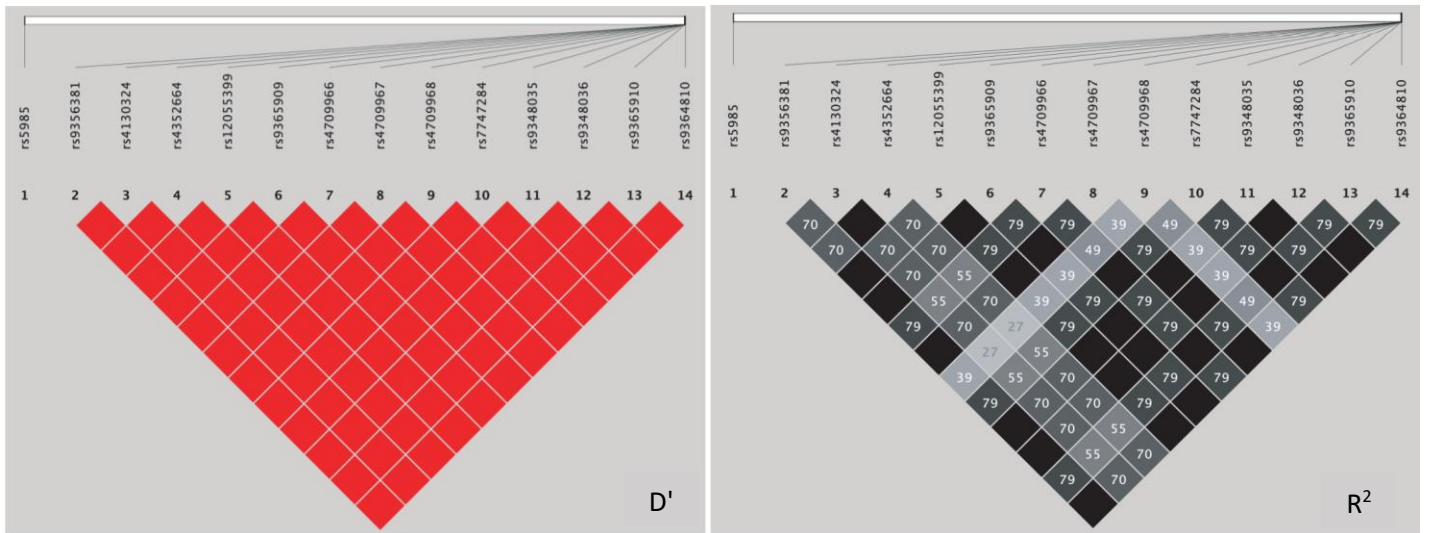 rs5985
rs9356381
rs4130324
rs4352664
rs12055399
rs9365909
rs4709966
rs4709967
rs4709968
rs7747284
rs9348035
rs9348036
rs9365910
rs9364810
1 2 3 4 5 6 7 8 9 10 11 12 13 14
D'
rs5985
rs9356381
rs4130324
rs4352664
rs12055399
rs9365909
rs4709966
rs4709967
rs4709968
rs7747284
rs9348035
rs9348036
rs9365910
rs9364810
1 2 3 4 5 6 7 8 9 10 11 12 13 14
70 70 79 79 39 49 79 79 79
70 70 70 79 49 79 39 79 79
70 55 39 39
55 70 39 79 79 49 79
79 70 27 79 79 79 39
27 55
39 55 70 79 79
79 70 70 79
70 55
55 70
79 70
R²